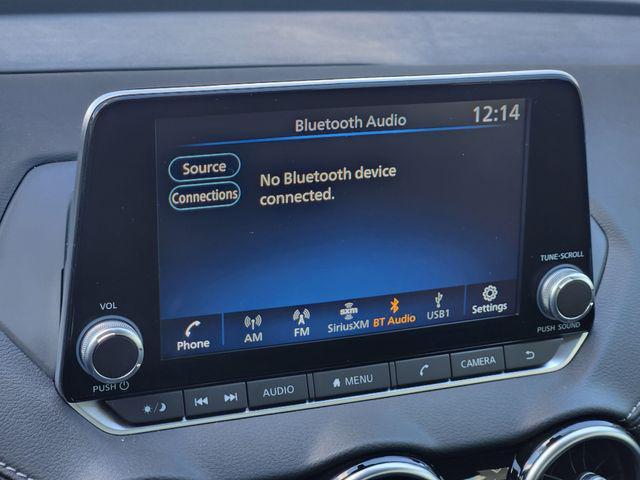 Bluetooth Audio
12:14
Source
Connections
No Bluetooth device
connected.
TUNE-SCROLL
VOL
Phone
AM
FM
sxm
SiriusXM
BT Audio
USB1
Settings
PUSH SOUND
PUSH
AUDIO
MENU
CAMERA